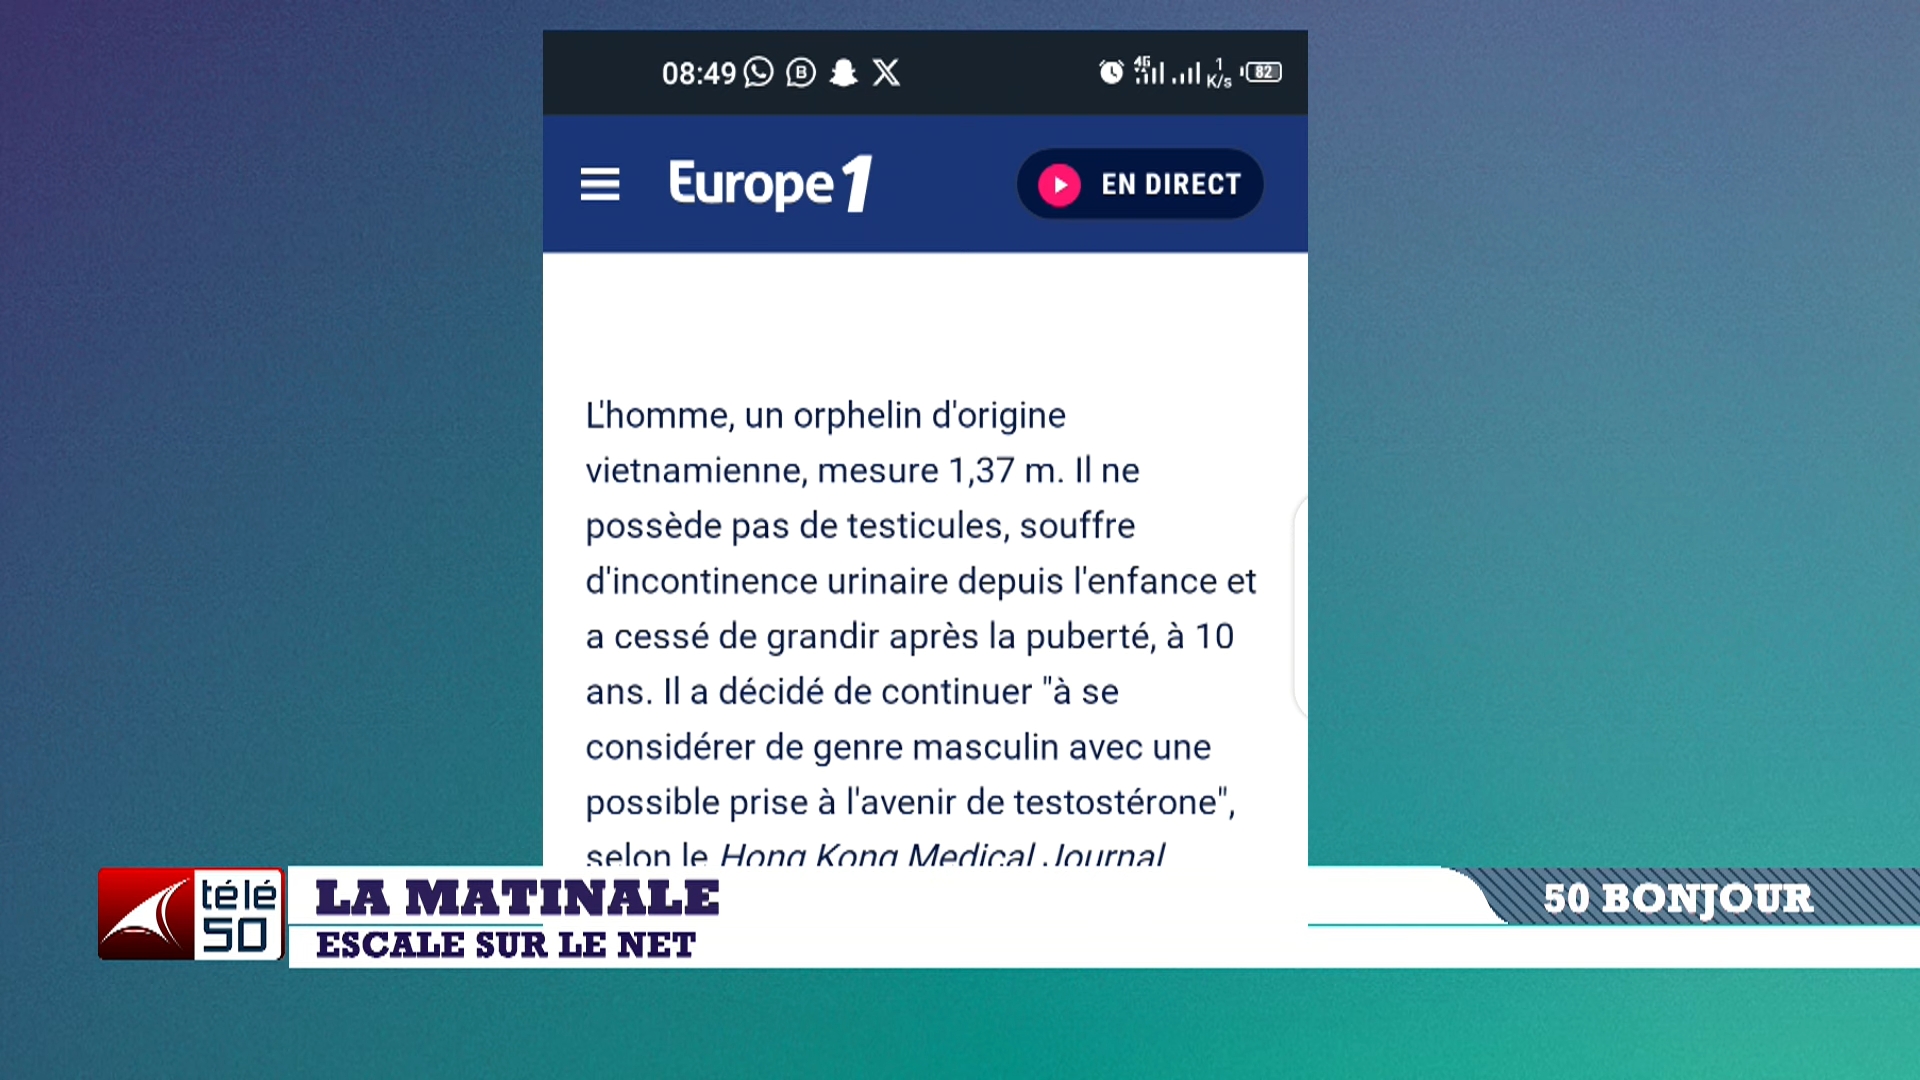 08:49
4G
1 K/s
82
Europe 1
EN DIRECT
L'homme, un orphelin d'origine
vietnamienne, mesure 1,37 m. Il ne
possède pas de testicules, souffre
d'incontinence urinaire depuis l'enfance et
a cessé de grandir après la puberté, à 10
ans. Il a décidé de continuer "à se
considérer de genre masculin avec une
possible prise à l'avenir de testostérone",
selon le Hong Kong Medical Journal
télé
50
LA MATINALE
50 BONJOUR
ESCALE SUR LE NET